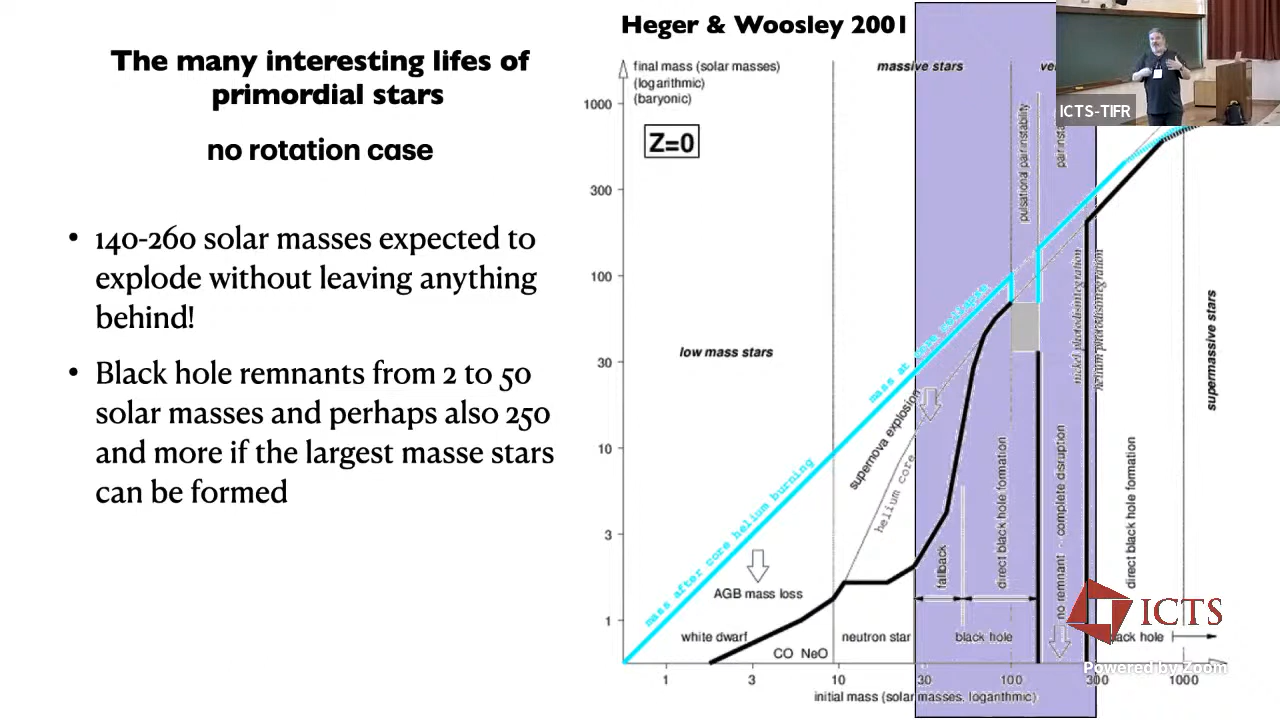 The many interesting lifes of
primordial stars
no rotation case
• 140-260 solar masses expected to
explode without leaving anything
behind!
• Black hole remnants from 2 to 50
solar masses and perhaps also 250
and more if the largest masse stars
can be formed
Heger & Woosley 2001
final mass (solar masses)
(logarithmic)
(baryonic)
massive stars
ICTS-TIFR
1000
Z=0
300
pulsational pair instability
100
mass at
nickel photodisintegration
helium photodisintegration
supermassive stars
30
low mass stars
supernova explosion
10
helium core
mass after core helium burning
fallback
direct black hole formation
no remnant - complete disruption
direct black hole formation
3
AGB mass loss
1
ICTS
white dwarf
neutron star
black hole
CO NeO
Powered by Zoom
1
3
10
30
100
300
1000
initial mass (solar masses, logarithmic)